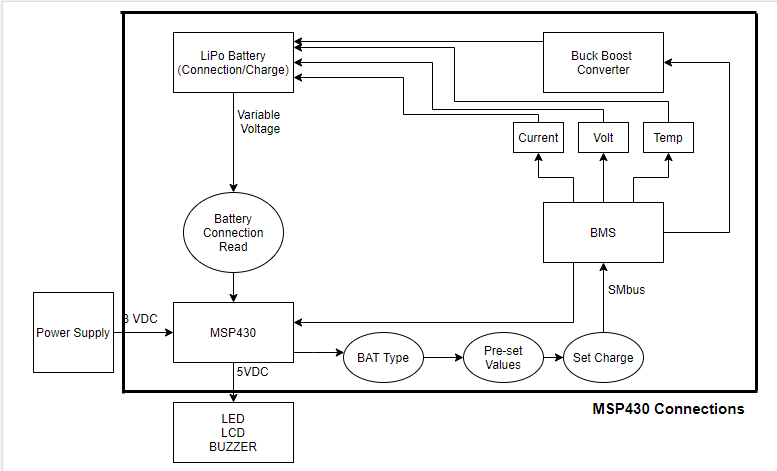 LiPo Battery
(Connection/Charge)
Buck Boost
Converter
Variable
Voltage
Current
Volt
Temp
Battery
Connection
Read
BMS
SMbus
Power Supply
3 VDC
MSP430
BAT Type
Pre-set
Values
Set Charge
5VDC
LED
LCD
BUZZER
MSP430 Connections